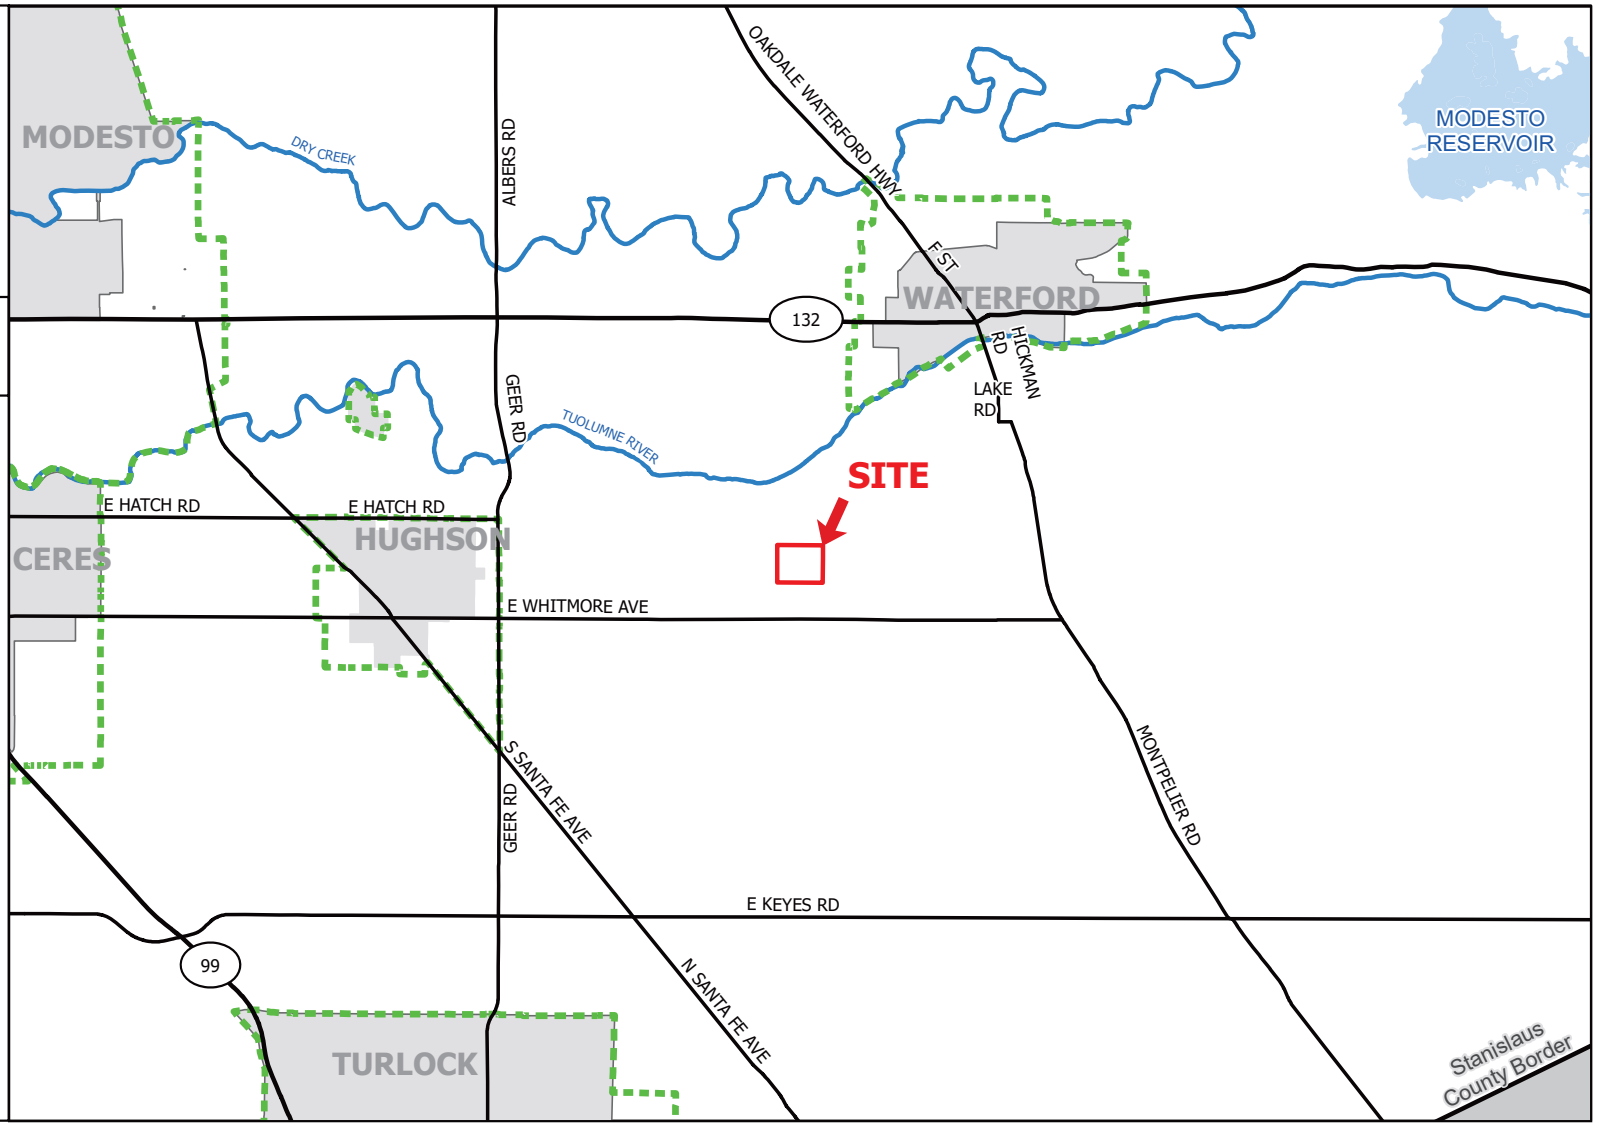 OAKDALE WATERFORD HWY
MODESTO
RESERVOIR
MODESTO
DRY CREEK
ALBERS RD
F ST
WATERFORD
132
HICKMAN
RD
LAKE
RD
GEER RD
TUOLUMNE RIVER
SITE
E HATCH RD
E HATCH RD
HUGHSON
CERES
E WHITMORE AVE
S SANTA FE AVE
GEER RD
MONTPELIER RD
E KEYES RD
99
N SANTA FE AVE
TURLOCK
Stanislaus
County Border